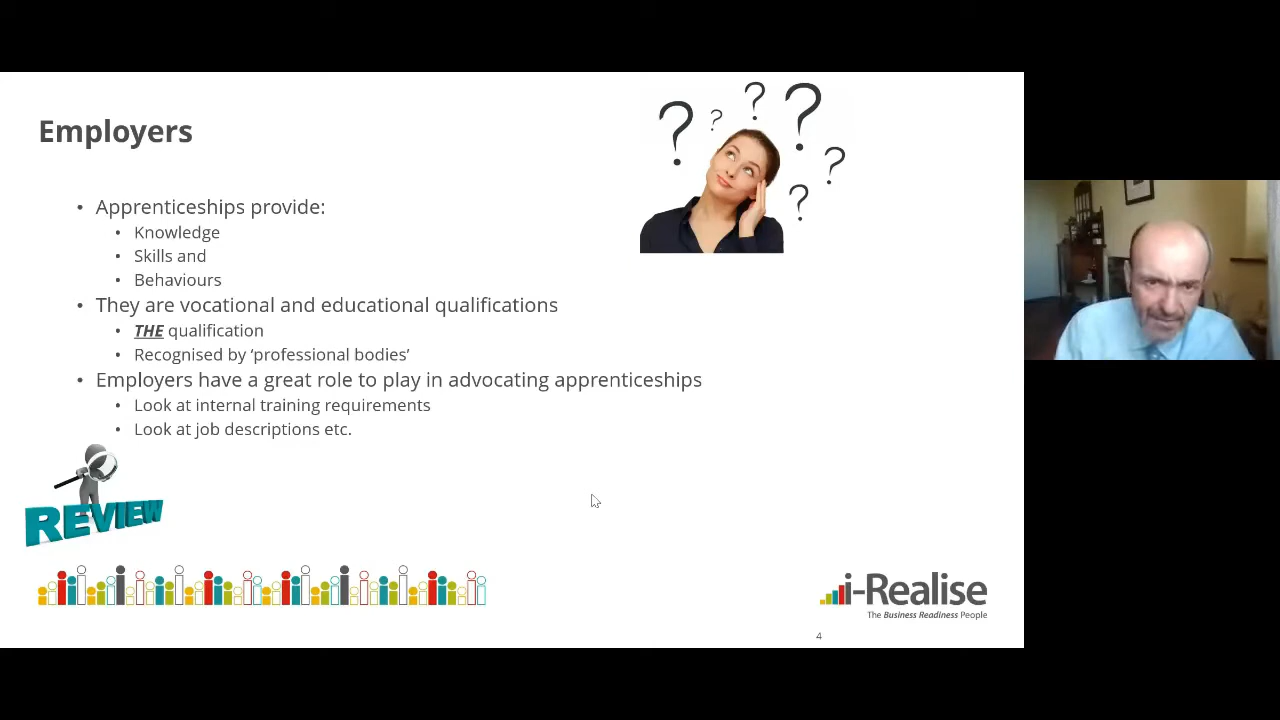 Employers
? ? ? ? ? ?
• Apprenticeships provide:
• Knowledge
• Skills and
• Behaviours
• They are vocational and educational qualifications
• THE qualification
• Recognised by ‘professional bodies’
• Employers have a great role to play in advocating apprenticeships
• Look at internal training requirements
• Look at job descriptions etc.
REVIEW
i-Realise
The Business Readiness People
4